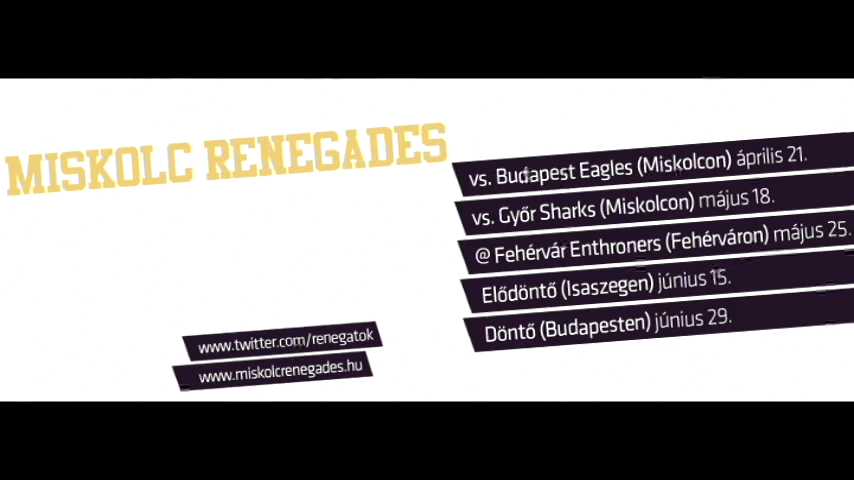 MISKOLC RENEGADES
vs. Budapest Eagles (Miskolcon) április 21.
vs. Győr Sharks (Miskolcon) május 18.
@ Fehérvár Enthroners (Fehérváron) május 25.
Elődöntő (Isaszegen) június 15.
Döntő (Budapesten) június 29.
www.twitter.com/renegatok
www.miskolcrenegades.hu